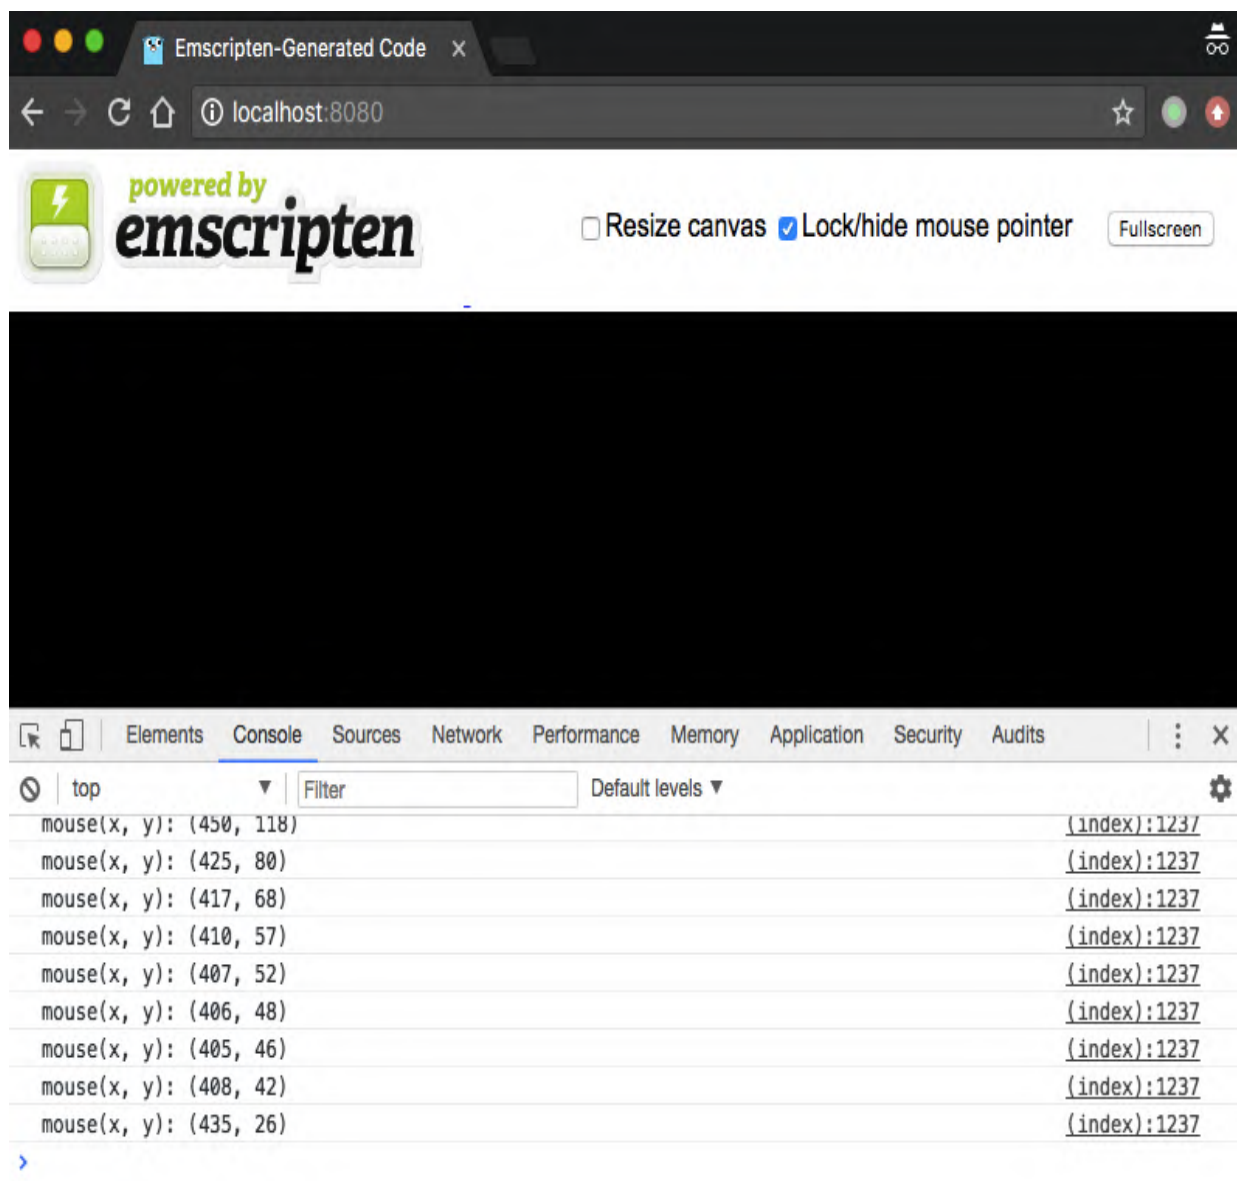 Emscripten-Generated Code
localhost:8080
powered by
emscripten
Resize canvas Lock/hide mouse pointer Fullscreen
Elements Console Sources Network Performance Memory Application Security Audits
top Filter Default levels
mouse(x, y): (450, 118) (index):1237
mouse(x, y): (425, 80) (index):1237
mouse(x, y): (417, 68) (index):1237
mouse(x, y): (410, 57) (index):1237
mouse(x, y): (407, 52) (index):1237
mouse(x, y): (406, 48) (index):1237
mouse(x, y): (405, 46) (index):1237
mouse(x, y): (408, 42) (index):1237
mouse(x, y): (435, 26) (index):1237